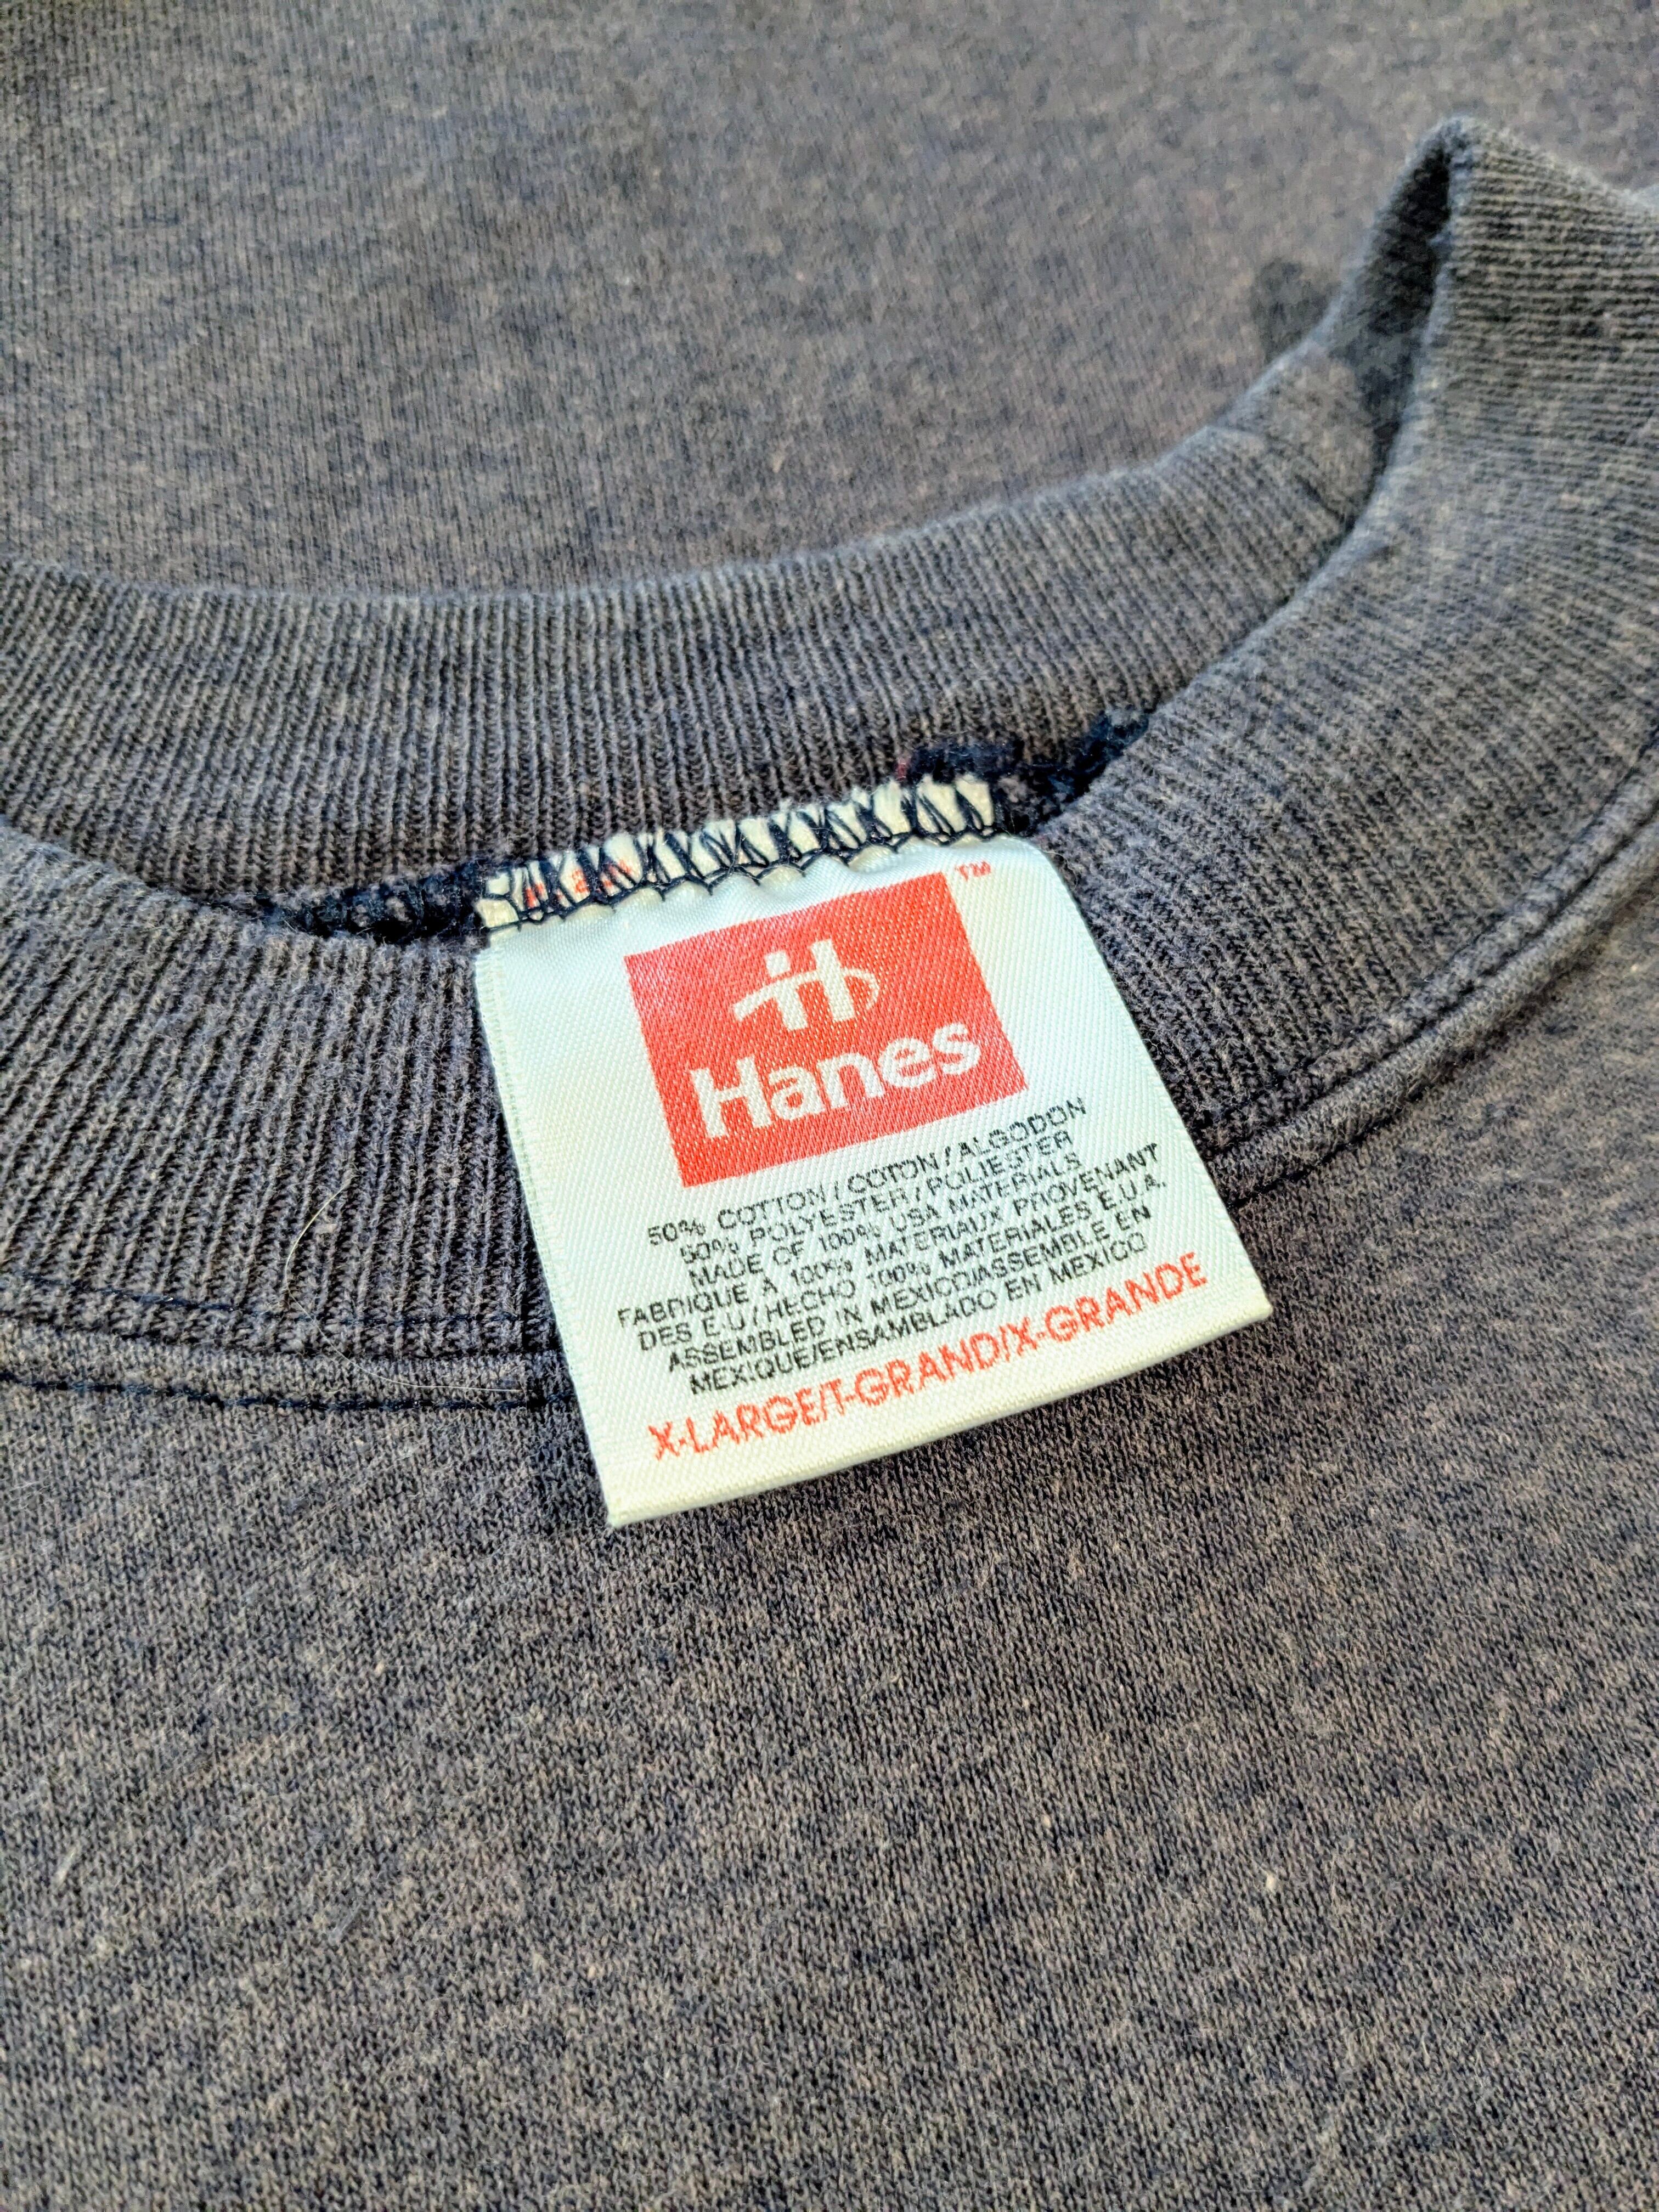 TM
H
Hanes
50% COTTON / COTON / ALGODON
50% POLYESTER / POLIESTER
MADE OF 100% USA MATERIALS
FABRIQUE A 100% MATERIAUX PROVENANT
DES E-U / HECHO 100% MATERIALES E.U.A.
ASSEMBLED IN MEXICO/ASSEMBLE EN
MEXIQUE/ENSAMBLADO EN MEXICO
X-LARGE/T-GRAND/X-GRANDE